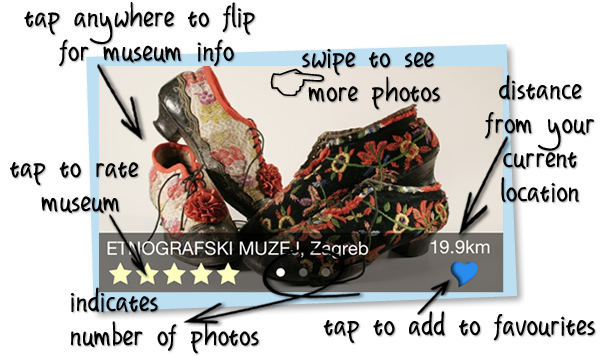 tap anywhere to flip
for museum info
swipe to see
more photos
distance
from your
current
location
tap to rate
museum
ETNOGRAFSKI MUZEJ, Zagreb
19.9km
indicates
number of photos
tap to add to favourites